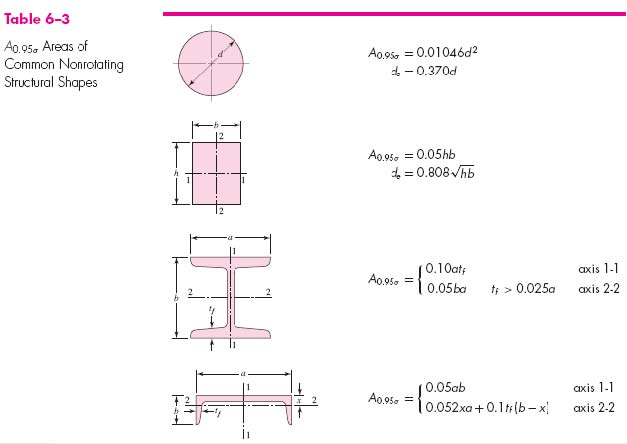 Table 6–3
A0.95σ Areas of
Common Nonrotating
Structural Shapes
d
A0.95σ = 0.01046d2
de = 0.370d
b
2
h
1
1
2
A0.95σ = 0.05hb
de = 0.808√hb
a
1
b
2
2
tf
1
A0.95σ = { 0.10atf axis 1-1
0.05ba tf > 0.025a axis 2-2
a
1
2
x
2
b
tf
1
A0.95σ = { 0.05ab axis 1-1
0.052xa + 0.1tf(b – x) axis 2-2